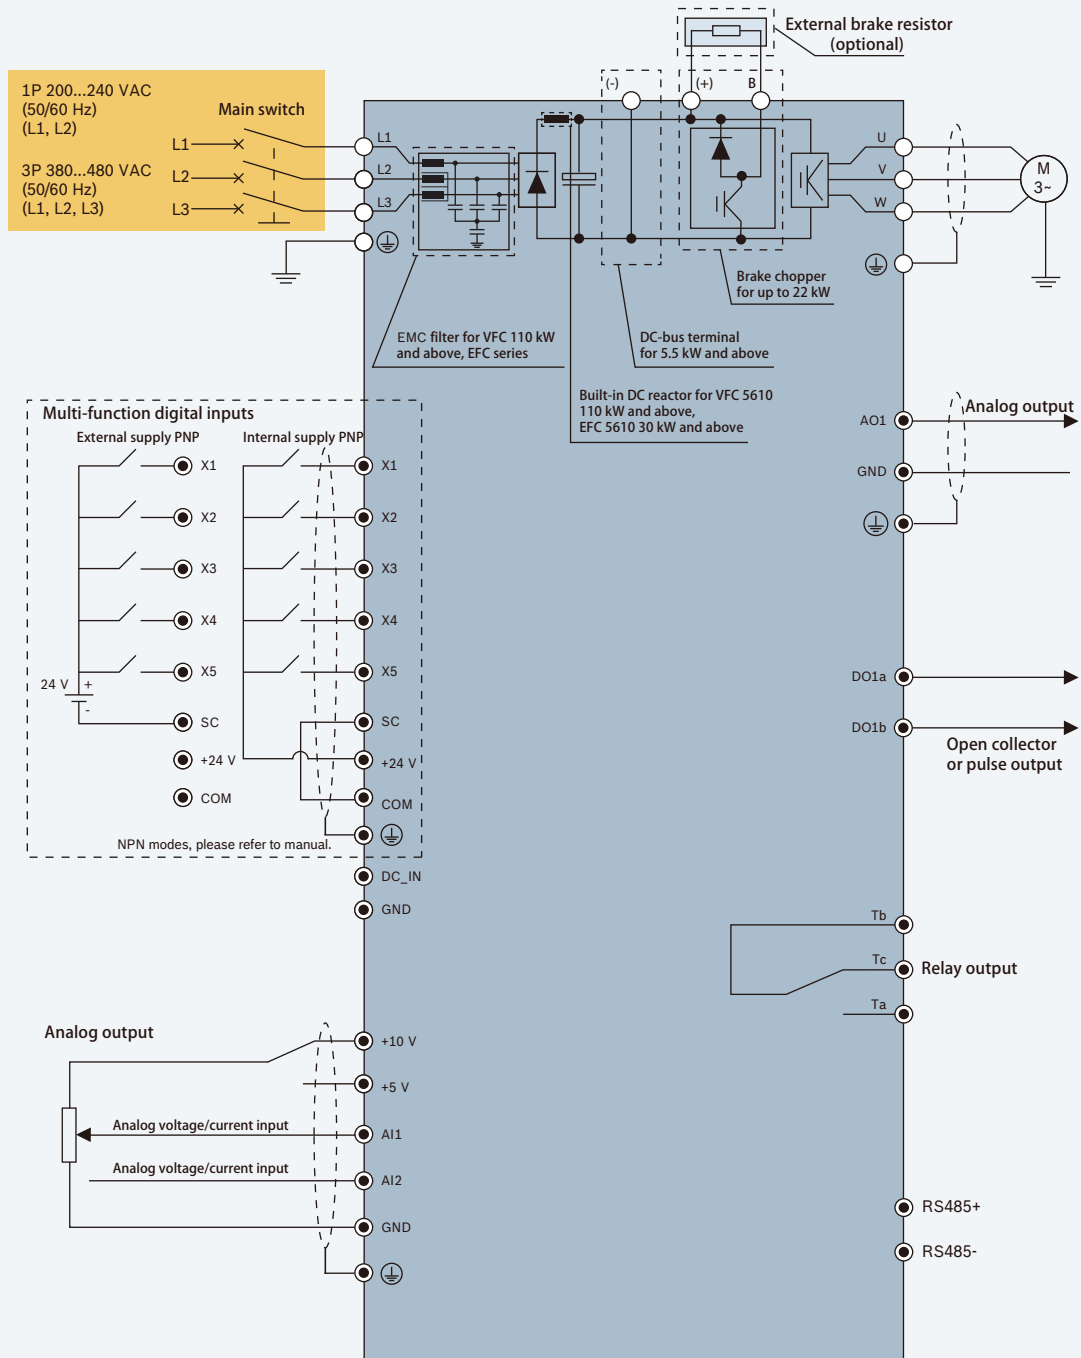 External brake resistor
(optional)
1P 200...240 VAC
(50/60 Hz)
(L1, L2)
3P 380...480 VAC
(50/60 Hz)
(L1, L2, L3)
Main switch
L1
L2
L3
L1
L2
L3
(-)
(+)
B
U
V
W
M
3~
Brake chopper
for up to 22 kW
EMC filter for VFC 110 kW
and above, EFC series
DC-bus terminal
for 5.5 kW and above
Built-in DC reactor for VFC 5610
110 kW and above,
EFC 5610 30 kW and above
Multi-function digital inputs
External supply PNP
Internal supply PNP
X1
X2
X3
X4
X5
24 V
+
-
SC
+24 V
COM
X1
X2
X3
X4
X5
SC
+24 V
COM
NPN modes, please refer to manual.
DC_IN
GND
AO1
Analog output
GND
DO1a
DO1b
Open collector
or pulse output
Tb
Tc
Relay output
Ta
Analog output
+10 V
+5 V
Analog voltage/current input
AI1
Analog voltage/current input
AI2
GND
RS485+
RS485-